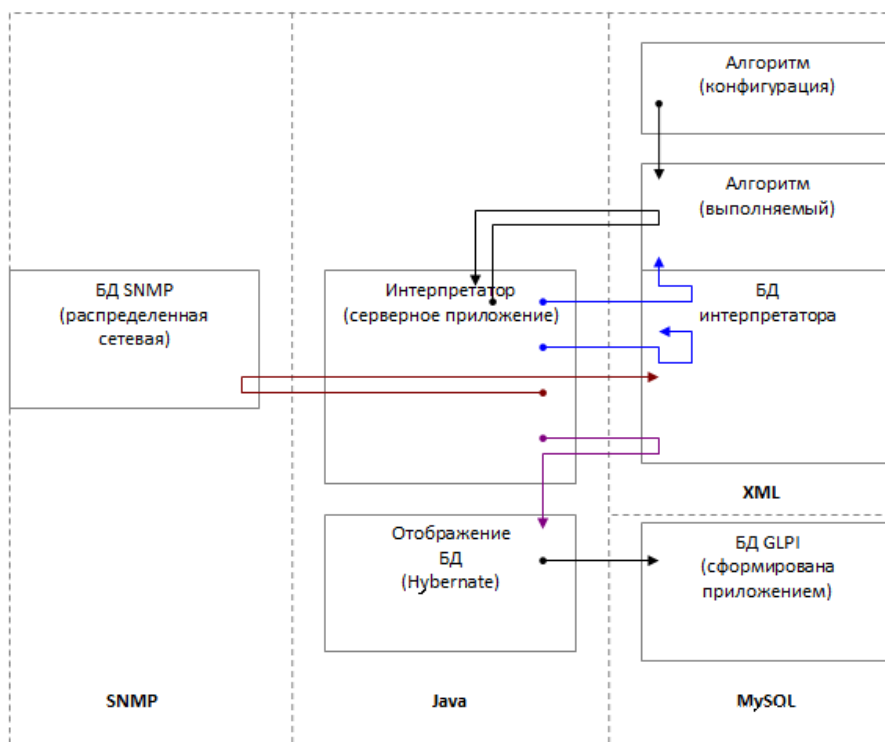 Алгоритм
(конфигурация)
Алгоритм
(выполняемый)
БД SNMP
(распределенная
сетевая)
Интерпретатор
(серверное приложение)
БД
интерпретатора
XML
Отображение
БД
(Hybernate)
БД GLPI
(сформирована
приложением)
SNMP
Java
MySQL